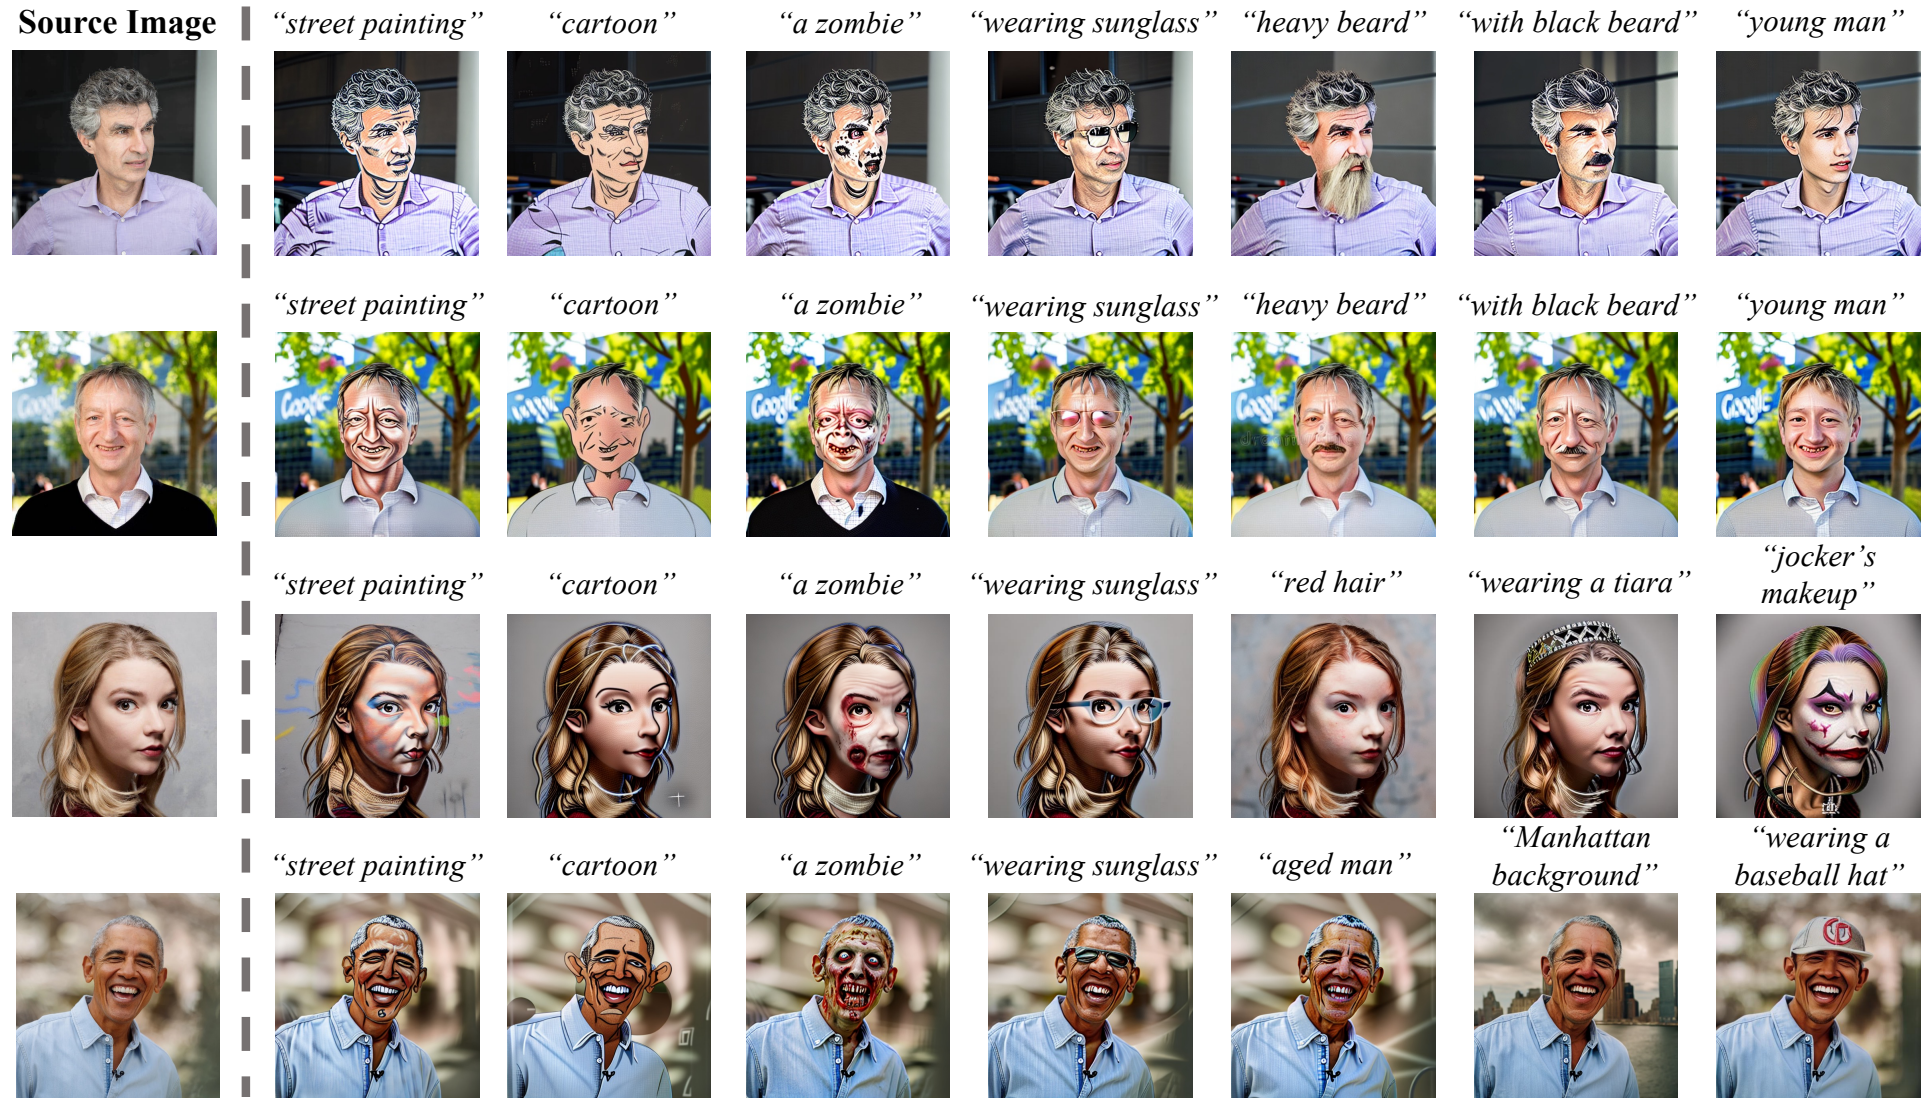 Source Image
“street painting”
“cartoon”
“a zombie”
“wearing sunglass”
“heavy beard”
“with black beard”
“young man”
“street painting”
“cartoon”
“a zombie”
“wearing sunglass”
“heavy beard”
“with black beard”
“young man”
“street painting”
“cartoon”
“a zombie”
“wearing sunglass”
“red hair”
“wearing a tiara”
“jocker’s
makeup”
“street painting”
“cartoon”
“a zombie”
“wearing sunglass”
“aged man”
“Manhattan
background”
“wearing a
baseball hat”